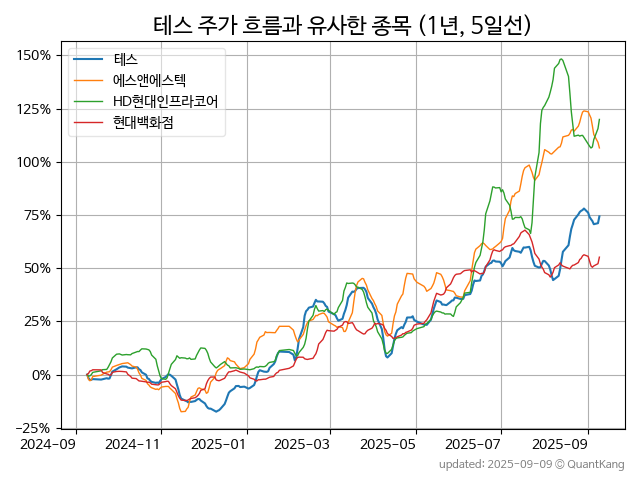 테스 주가 흐름과 유사한 종목 (1년, 5일선)
테스
에스앤에스텍
HD현대인프라코어
현대백화점
150%
125%
100%
75%
50%
25%
0%
−25%
2024-09
2024-11
2025-01
2025-03
2025-05
2025-07
2025-09
updated: 2025-09-09 © QuantKang